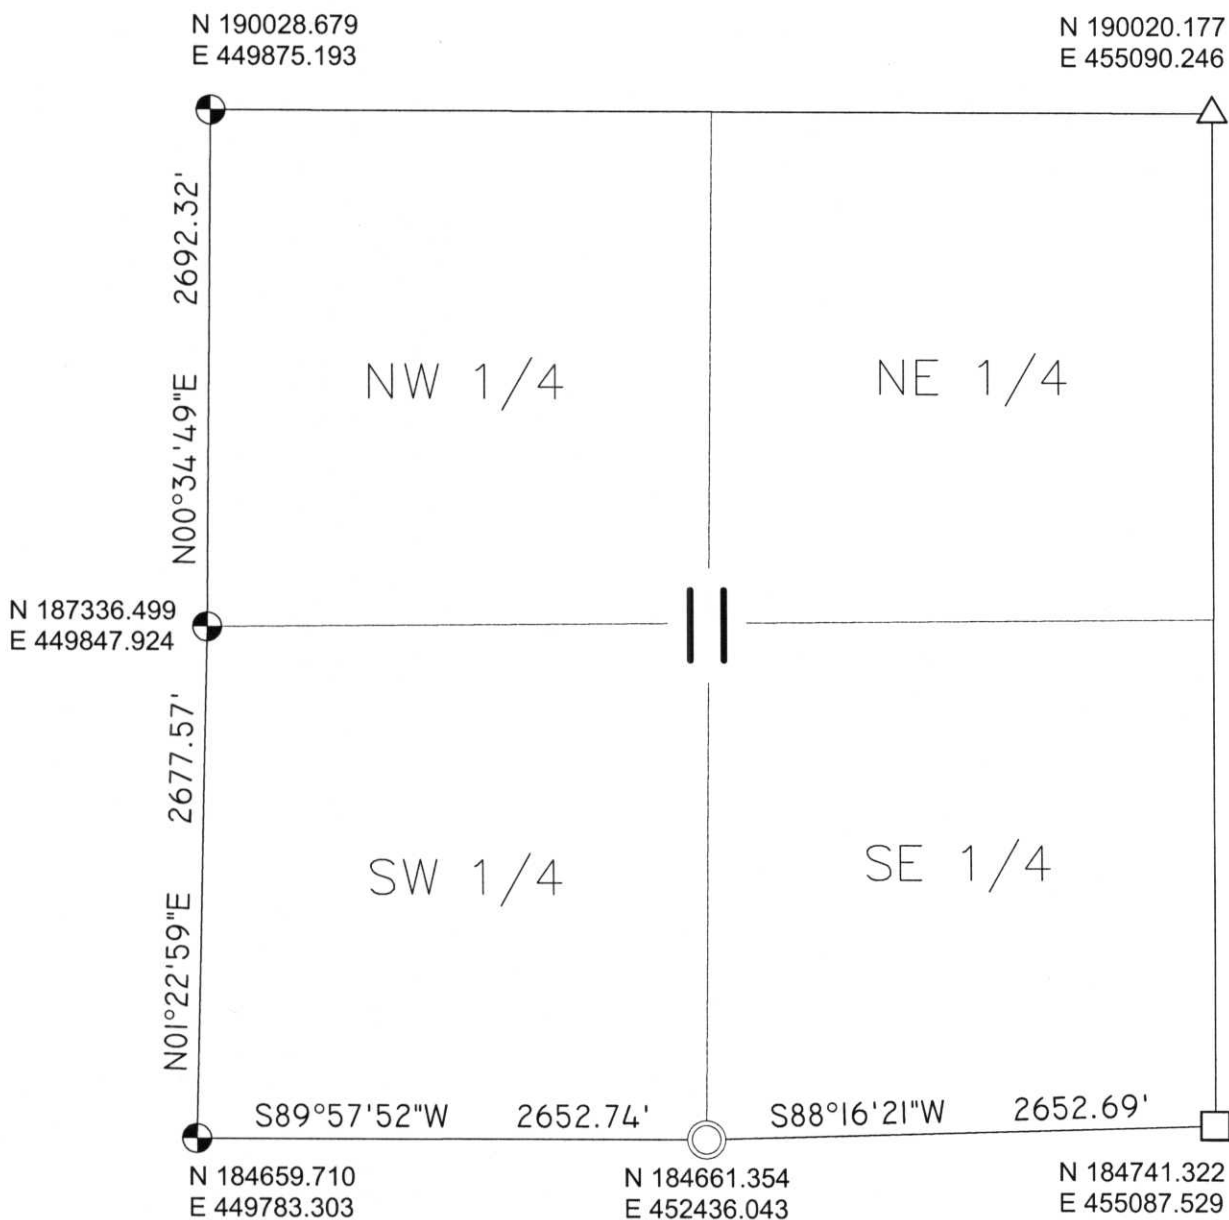 N 190028.679
E 449875.193
N 190020.177
E 455090.246
2692.32'
N00°34'49"E
NW 1/4
NE 1/4
N 187336.499
E 449847.924
11
2677.57'
N01°22'59"E
SW 1/4
SE 1/4
S89°57'52"W 2652.74'
S88°16'21"W 2652.69'
N 184659.710
E 449783.303
N 184661.354
E 452436.043
N 184741.322
E 455087.529